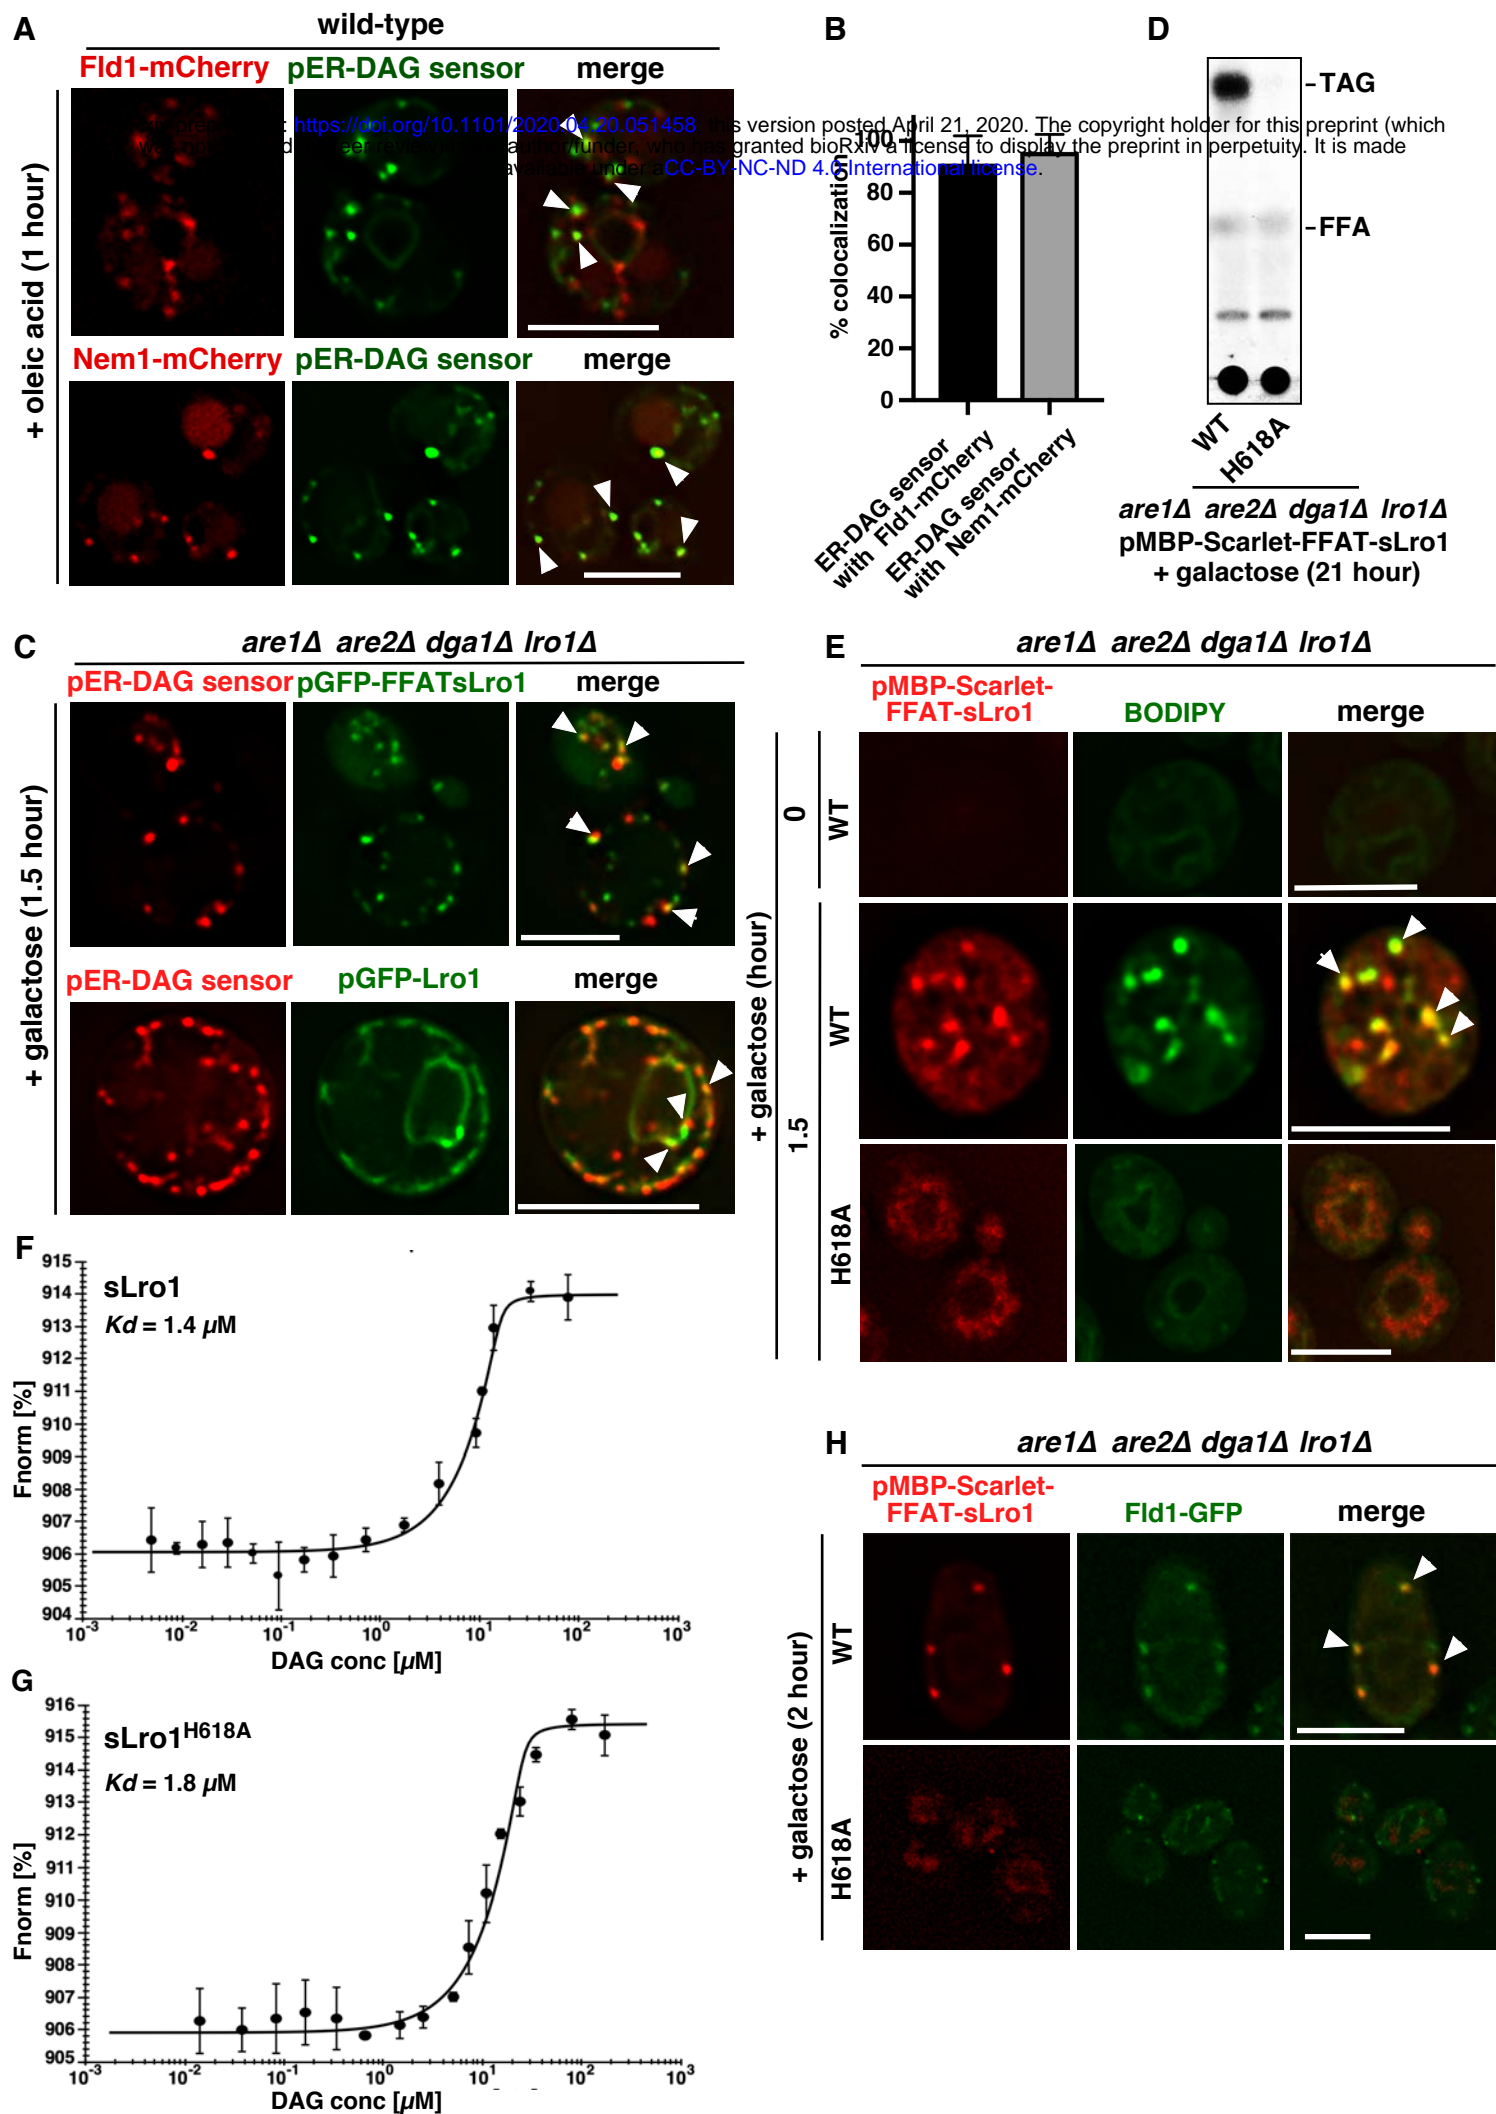 A
wild-type
Fld1-mCherry pER-DAG sensor merge
+ oleic acid (1 hour)
https://doi.org/10.1101/2020.04.20.051458
this version posted April 21, 2020. The copyright holder for this preprint (which
author/funder, who has granted bioRxiv a license to display the preprint in perpetuity. It is made
available under aCC-BY-NC-ND 4.0 International license.
Nem1-mCherry pER-DAG sensor merge
B
% colocalization
100
80
60
40
20
0
ER-DAG sensor
with Fld1-mCherry
ER-DAG sensor
with Nem1-mCherry
D
-TAG
-FFA
WT
H618A
are1Δ are2Δ dga1Δ lro1Δ
pMBP-Scarlet-FFAT-sLro1
+ galactose (21 hour)
C
are1Δ are2Δ dga1Δ lro1Δ
pER-DAG sensor pGFP-FFATsLro1 merge
+ galactose (1.5 hour)
pER-DAG sensor pGFP-Lro1 merge
E
are1Δ are2Δ dga1Δ lro1Δ
pMBP-Scarlet-
FFAT-sLro1 BODIPY merge
+ galactose (hour)
0
WT
1.5
WT
H618A
F
sLro1
Kd = 1.4 µM
Fnorm [%]
915
914
913
912
911
910
909
908
907
906
905
904
10-3 10-2 10-1 100 101 102 103
DAG conc [µM]
G
sLro1H618A
Kd = 1.8 µM
Fnorm [%]
916
915
914
913
912
911
910
909
908
907
906
905
10-3 10-2 10-1 100 101 102 103
DAG conc [µM]
H
are1Δ are2Δ dga1Δ lro1Δ
pMBP-Scarlet-
FFAT-sLro1 Fld1-GFP merge
+ galactose (2 hour)
WT
H618A